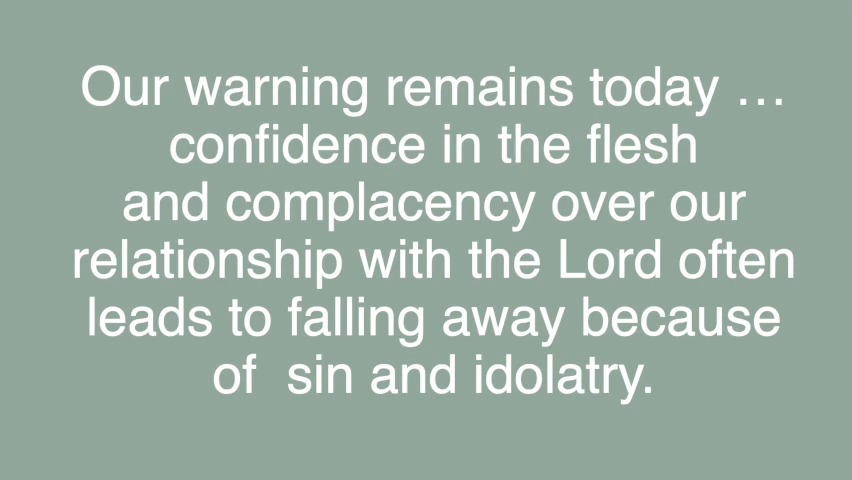 Our warning remains today …
confidence in the flesh
and complacency over our
relationship with the Lord often
leads to falling away because
of  sin and idolatry.